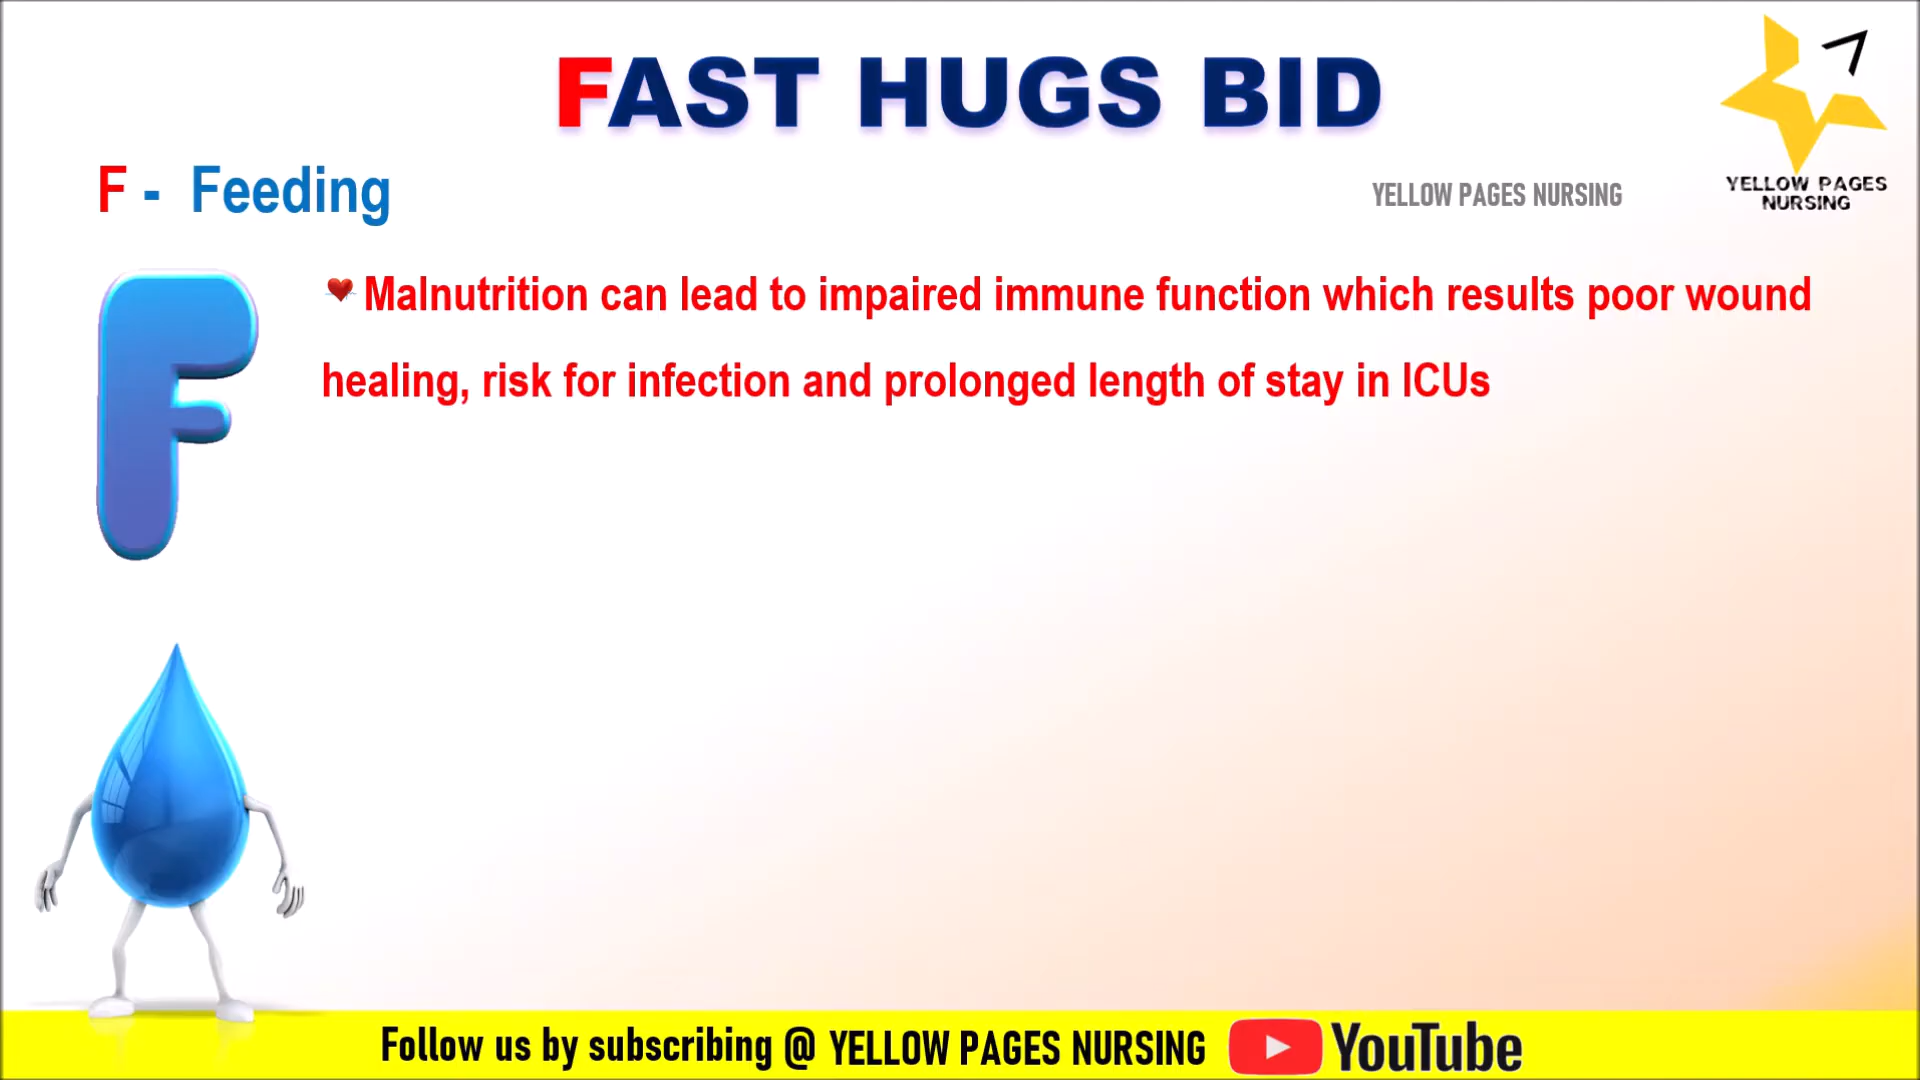 FAST HUGS BID
F - Feeding
YELLOW PAGES NURSING
YELLOW PAGES
NURSING
F
Malnutrition can lead to impaired immune function which results poor wound
healing, risk for infection and prolonged length of stay in ICUs
Follow us by subscribing @ YELLOW PAGES NURSING YouTube